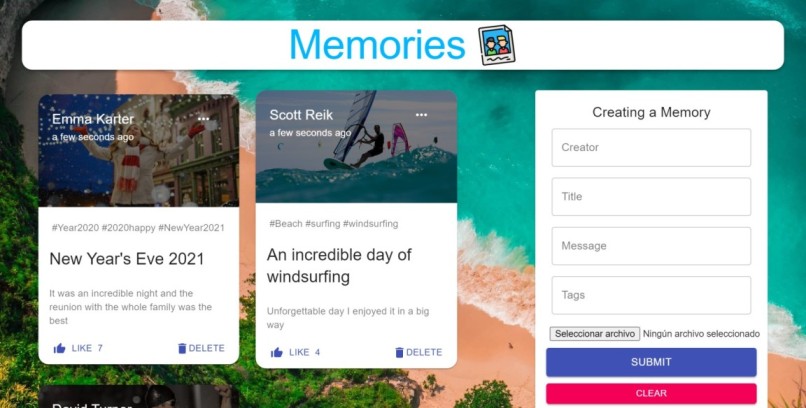 Memories
Emma Karter
a few seconds ago
#Year2020 #2020happy #NewYear2021
New Year's Eve 2021
It was an incredible night and the
reunion with the whole family was the
best
LIKE 7
DELETE
Scott Reik
a few seconds ago
#Beach #surfing #windsurfing
An incredible day of
windsurfing
Unforgettable day I enjoyed it in a big
way
LIKE 4
DELETE
David Turner
Creating a Memory
Creator
Title
Message
Tags
Seleccionar archivo Ningún archivo seleccionado
SUBMIT
CLEAR